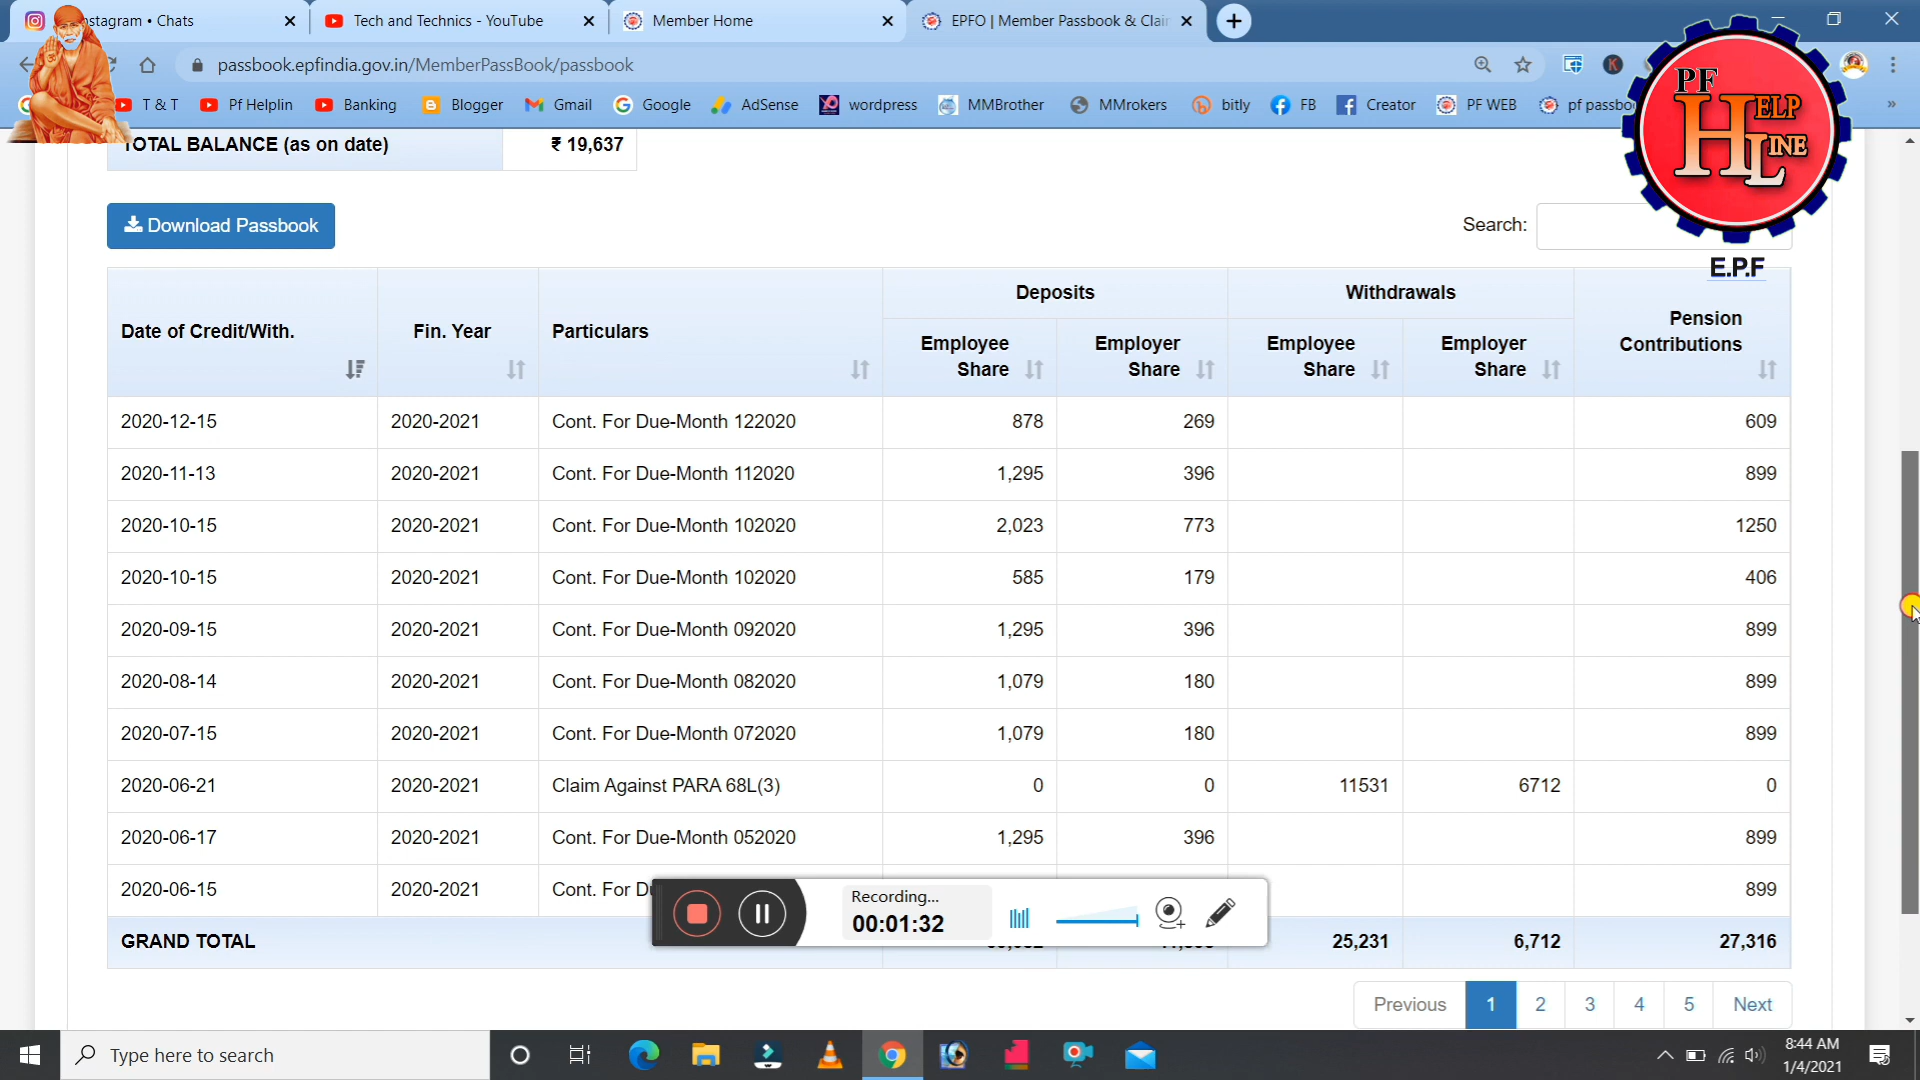 nstagram • Chats
Tech and Technics - YouTube
Member Home
EPFO | Member Passbook & Clai
passbook.epfindia.gov.in/MemberPassBook/passbook
T & T
Pf Helplin
Banking
Blogger
Gmail
Google
AdSense
wordpress
MMBrother
MMrokers
bitly
FB
Creator
PF WEB
pf passbo
PF
HELP
LINE
E.P.F
TOTAL BALANCE (as on date) ₹ 19,637
Download Passbook
Search:
Deposits Withdrawals
Date of Credit/With. Fin. Year Particulars Employee Share Employer Share Employee Share Employer Share Pension Contributions
2020-12-15 2020-2021 Cont. For Due-Month 122020 878 269 609
2020-11-13 2020-2021 Cont. For Due-Month 112020 1,295 396 899
2020-10-15 2020-2021 Cont. For Due-Month 102020 2,023 773 1250
2020-10-15 2020-2021 Cont. For Due-Month 102020 585 179 406
2020-09-15 2020-2021 Cont. For Due-Month 092020 1,295 396 899
2020-08-14 2020-2021 Cont. For Due-Month 082020 1,079 180 899
2020-07-15 2020-2021 Cont. For Due-Month 072020 1,079 180 899
2020-06-21 2020-2021 Claim Against PARA 68L(3) 0 0 11531 6712 0
2020-06-17 2020-2021 Cont. For Due-Month 052020 1,295 396 899
2020-06-15 2020-2021 Cont. For D 899
GRAND TOTAL 25,231 6,712 27,316
Recording...
00:01:32
Previous 1 2 3 4 5 Next
Type here to search
8:44 AM
1/4/2021